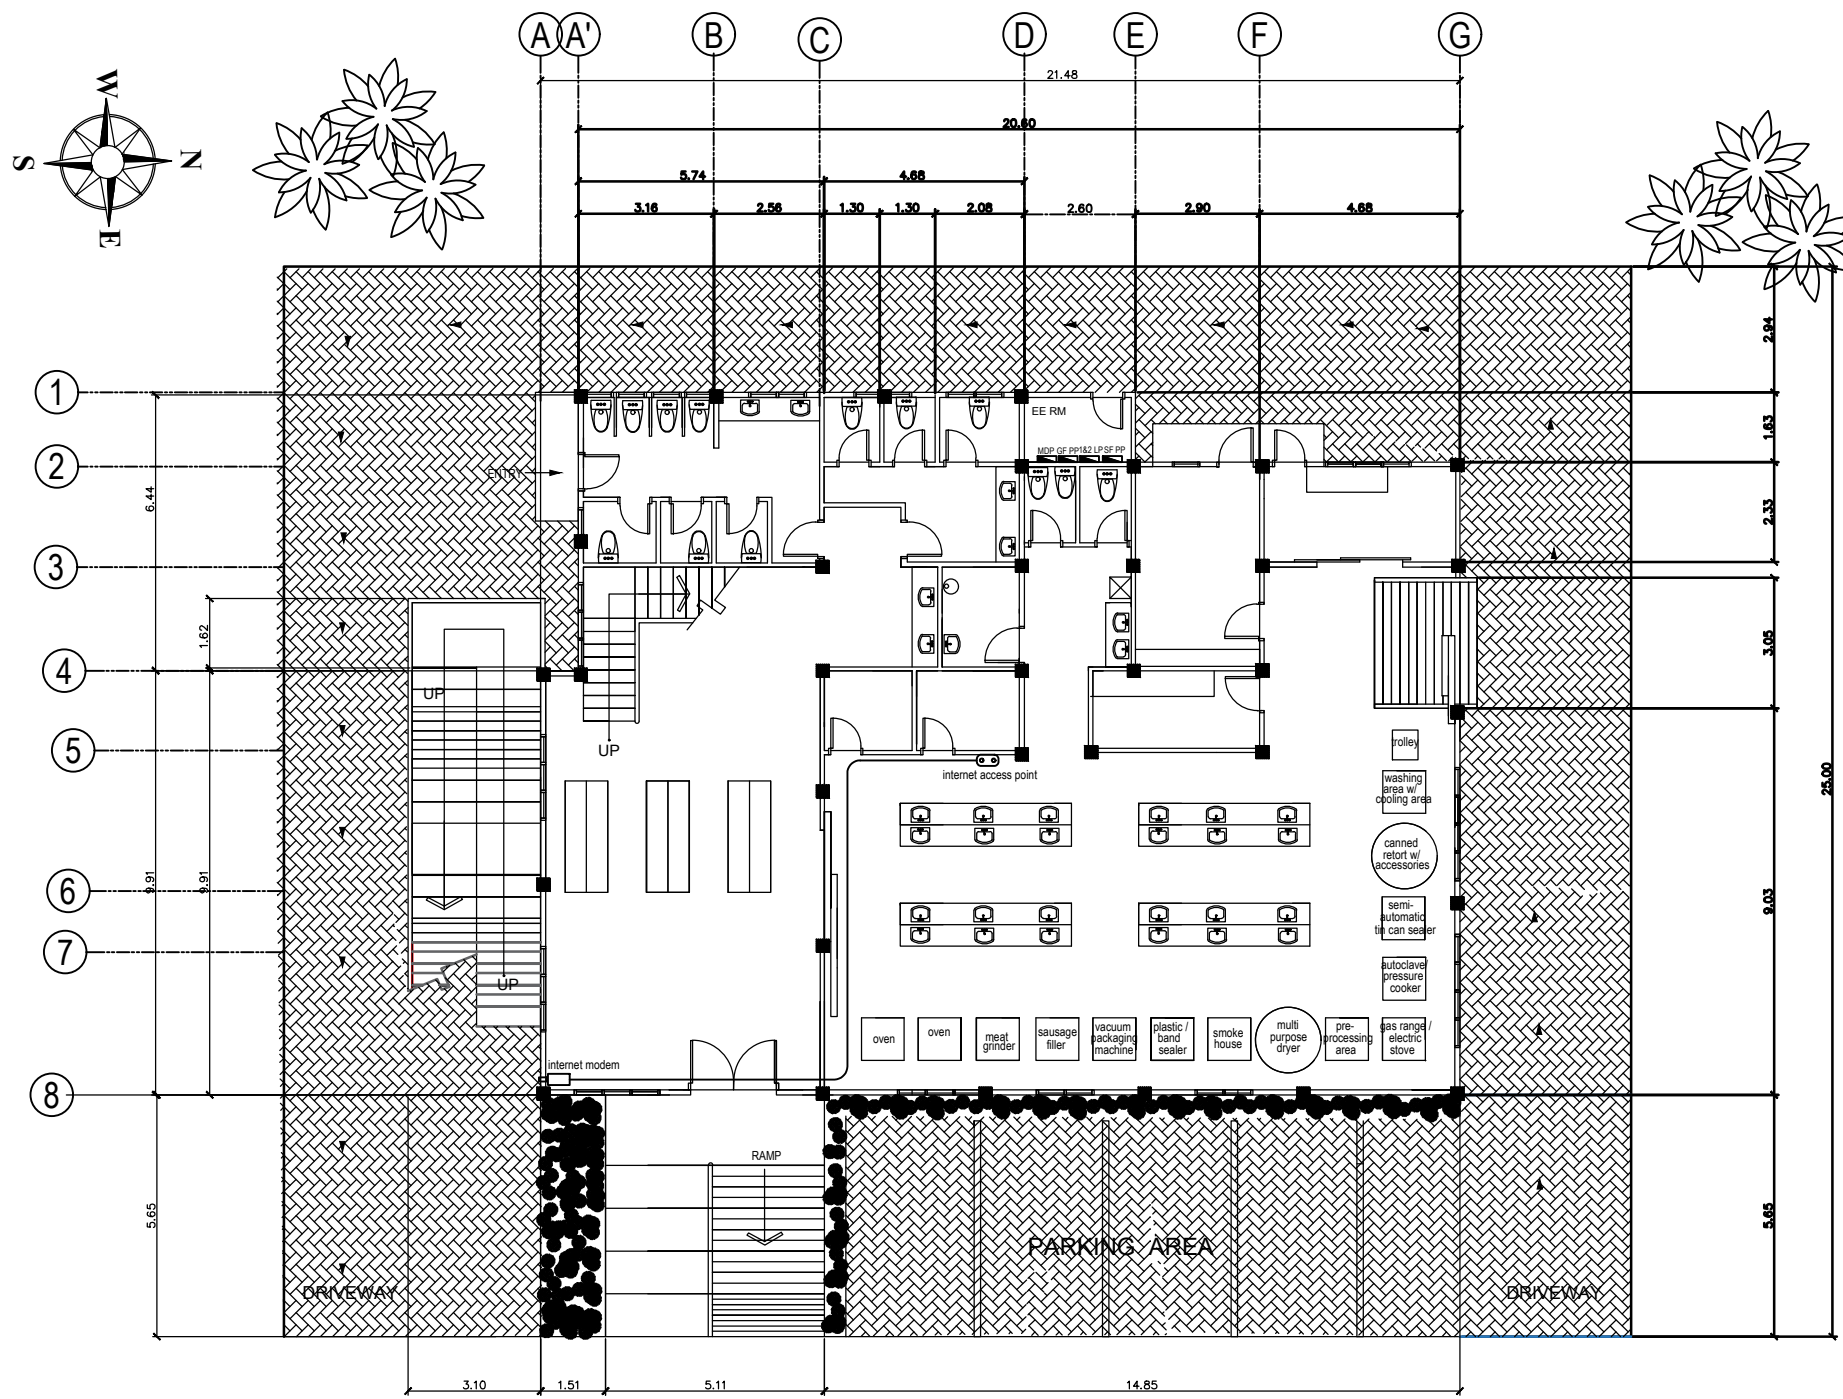 A A' B C D E F G
21.48
20.60
5.74 4.68
3.16 2.56 1.30 1.30 2.08 2.60 2.90 4.68
W
S N
E
1
2
3
4
5
6
7
8
6.44
1.62
9.91
9.91
5.65
2.94
1.63
2.33
3.05
9.03
5.65
25.00
EE RM
MDP GF PP 1&2 LP SF PP
ENTRY
UP
UP
UP
internet access point
trolley
washing
area w/
cooling area
canned
retort w/
accessories
semi-
automatic
tin can sealer
autoclave/
pressure
cooker
oven
oven
meat
grinder
sausage
filler
vacuum
packaging
machine
plastic /
band
sealer
smoke
house
multi
purpose
dryer
pre-
processing
area
gas range /
electric
stove
internet modem
RAMP
PARKING AREA
DRIVEWAY
DRIVEWAY
3.10 1.51 5.11 14.85